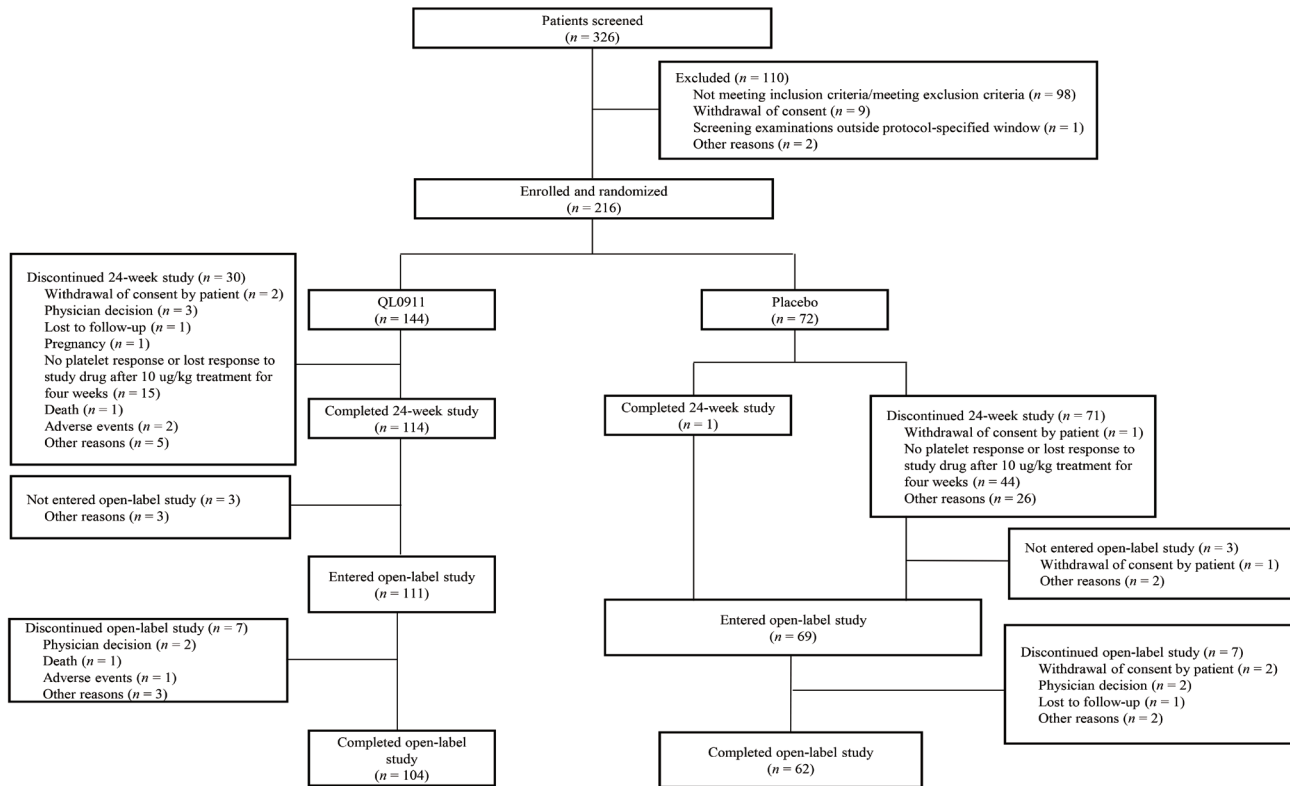 Patients screened
(n = 326)
Excluded (n = 110)
Not meeting inclusion criteria/meeting exclusion criteria (n = 98)
Withdrawal of consent (n = 9)
Screening examinations outside protocol-specified window (n = 1)
Other reasons (n = 2)
Enrolled and randomized
(n = 216)
Discontinued 24-week study (n = 30)
Withdrawal of consent by patient (n = 2)
Physician decision (n = 3)
Lost to follow-up (n = 1)
Pregnancy (n = 1)
No platelet response or lost response to
study drug after 10 ug/kg treatment for
four weeks (n = 15)
Death (n = 1)
Adverse events (n = 2)
Other reasons (n = 5)
QL0911
(n = 144)
Placebo
(n = 72)
Completed 24-week study
(n = 114)
Completed 24-week study
(n = 1)
Discontinued 24-week study (n = 71)
Withdrawal of consent by patient (n = 1)
No platelet response or lost response to
study drug after 10 ug/kg treatment for
four weeks (n = 44)
Other reasons (n = 26)
Not entered open-label study (n = 3)
Other reasons (n = 3)
Not entered open-label study (n = 3)
Withdrawal of consent by patient (n = 1)
Other reasons (n = 2)
Entered open-label study
(n = 111)
Entered open-label study
(n = 69)
Discontinued open-label study (n = 7)
Physician decision (n = 2)
Death (n = 1)
Adverse events (n = 1)
Other reasons (n = 3)
Discontinued open-label study (n = 7)
Withdrawal of consent by patient (n = 2)
Physician decision (n = 2)
Lost to follow-up (n = 1)
Other reasons (n = 2)
Completed open-label
study
(n = 104)
Completed open-label study
(n = 62)